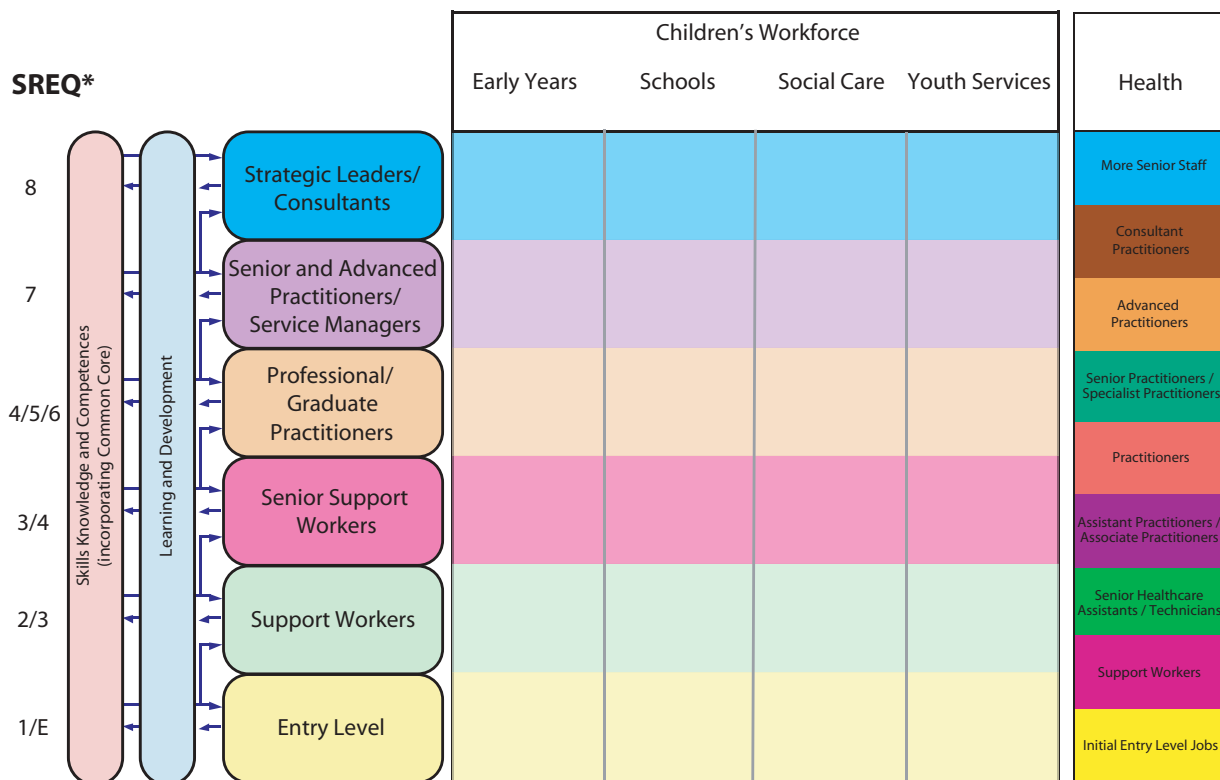 Children’s Workforce
SREQ*
Early Years
Schools
Social Care
Youth Services
Health
8
7
4/5/6
3/4
2/3
1/E
Skills Knowledge and Competences
(incorporating Common Core)
Learning and Development
Strategic Leaders/
Consultants
Senior and Advanced
Practitioners/
Service Managers
Professional/
Graduate
Practitioners
Senior Support
Workers
Support Workers
Entry Level
More Senior Staff
Consultant
Practitioners
Advanced
Practitioners
Senior Practitioners /
Specialist Practitioners
Practitioners
Assistant Practitioners /
Associate Practitioners
Senior Healthcare
Assistants / Technicians
Support Workers
Initial Entry Level Jobs